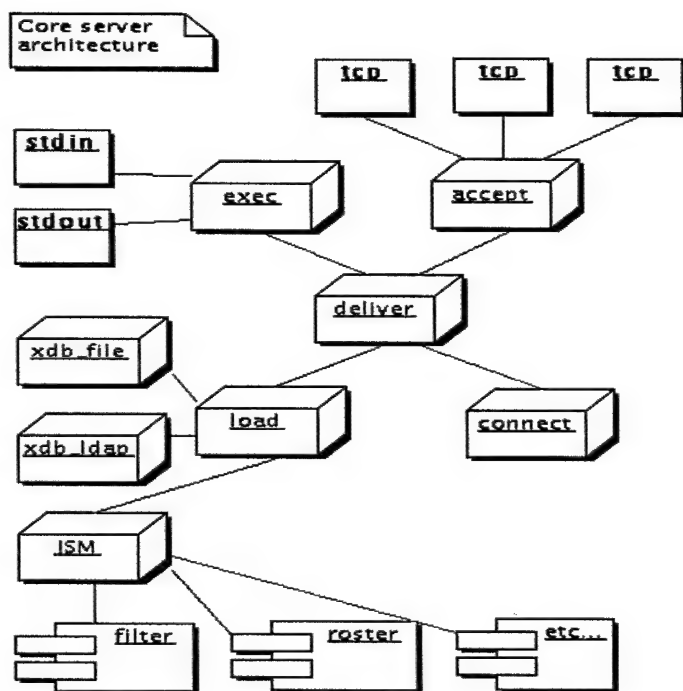 Core server
architecture
tcp
tcp
tcp
stdin
exec
accept
stdout
deliver
xdb_file
load
connect
xdb_ldap
JSM
filter
roster
etc...